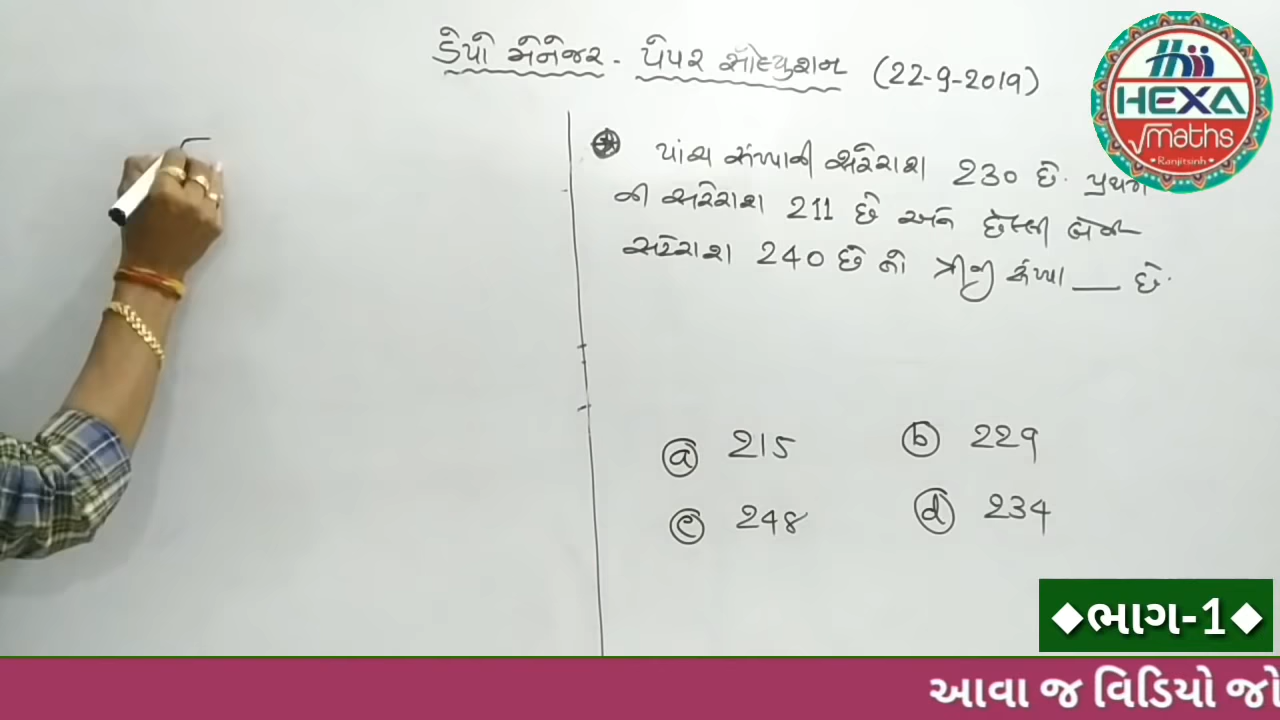 ડેપો મેનેજર - પેપર સોલ્યુશન (22-9-2019)
પાંચ સંખ્યાની સરેરાશ 230 છે. પ્રથમ
ની સરેરાશ 211 છે અને છેલ્લી બેની
સરેરાશ 240 છે તો ત્રીજી સંખ્યા ___ છે.
ⓐ 215 ⓑ 229
ⓒ 248 ⓓ 234
HEXA
√maths
Ranjitsinh
◆ભાગ-1◆
આવા જ વિડિયો જો